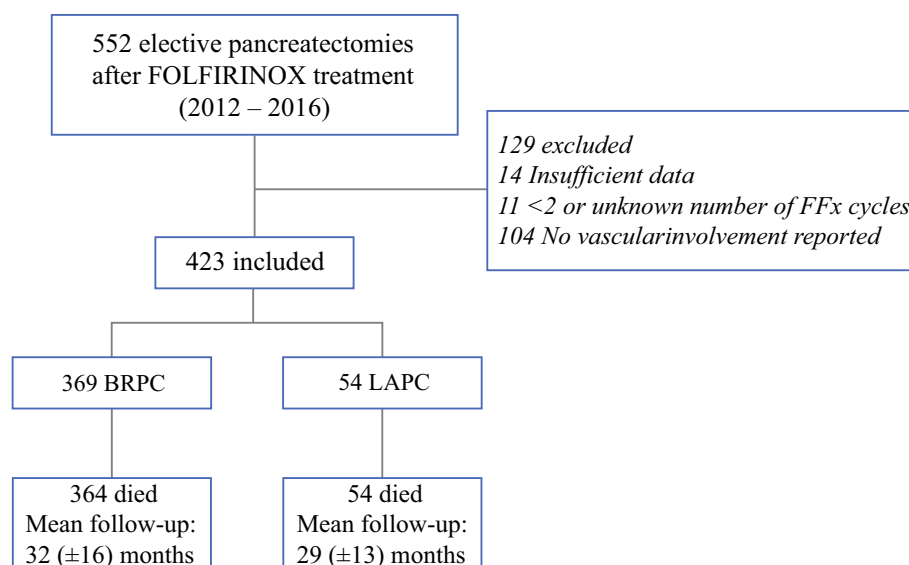 552 elective pancreatectomies
after FOLFIRINOX treatment
(2012 – 2016)
129 excluded
14 Insufficient data
11 <2 or unknown number of FFx cycles
104 No vascularinvolvement reported
423 included
369 BRPC
54 LAPC
364 died
Mean follow-up:
32 (±16) months
54 died
Mean follow-up:
29 (±13) months